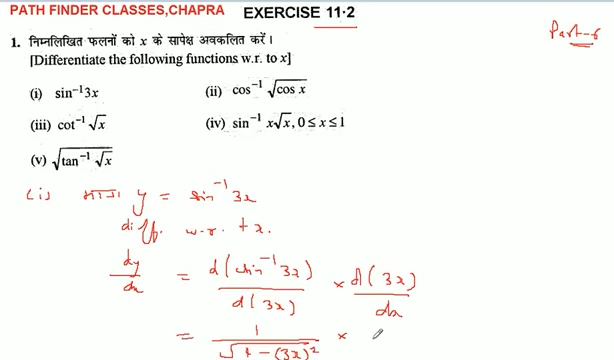 PATH FINDER CLASSES,CHAPRA EXERCISE 11·2
Part-6
1. निम्नलिखित फलनों को x के सापेक्ष अवकलित करें।
[Differentiate the following functions w.r. to x]
(i) sin⁻¹3x (ii) cos⁻¹ √(cos x)
(iii) cot⁻¹ √x (iv) sin⁻¹ x√x, 0 ≤ x ≤ 1
(v) √(tan⁻¹ √x)
(i) माना y = sin⁻¹ 3x
diff. w.r. t x.
dy/dx = d(sin⁻¹ 3x)/d(3x) × d(3x)/dx
= 1/√(1-(3x)²) ×